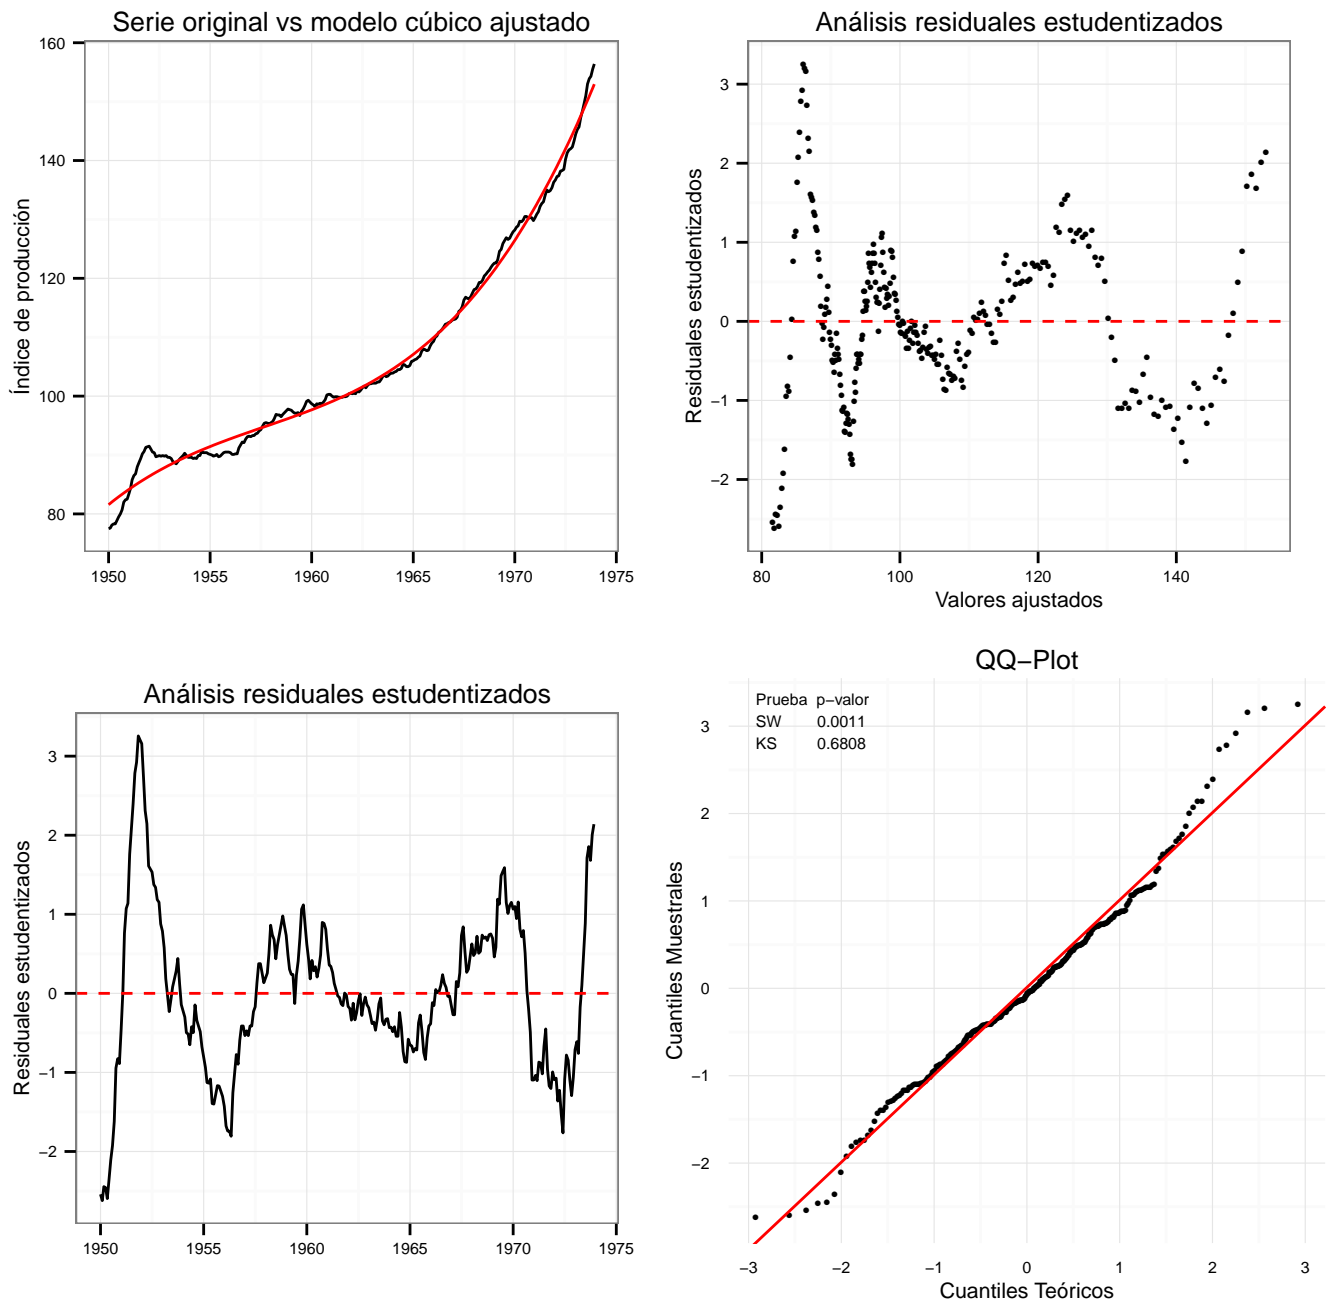 Serie original vs modelo cúbico ajustado
Índice de producción
160
140
120
100
80
1950 1955 1960 1965 1970 1975
Análisis residuales estudentizados
Residuales estudentizados
3
2
1
0
−1
−2
80 100 120 140
Valores ajustados
Análisis residuales estudentizados
Residuales estudentizados
3
2
1
0
−1
−2
1950 1955 1960 1965 1970 1975
QQ−Plot
Prueba p−valor
SW 0.0011
KS 0.6808
Cuantiles Muestrales
3
2
1
0
−1
−2
−3 −2 −1 0 1 2 3
Cuantiles Teóricos